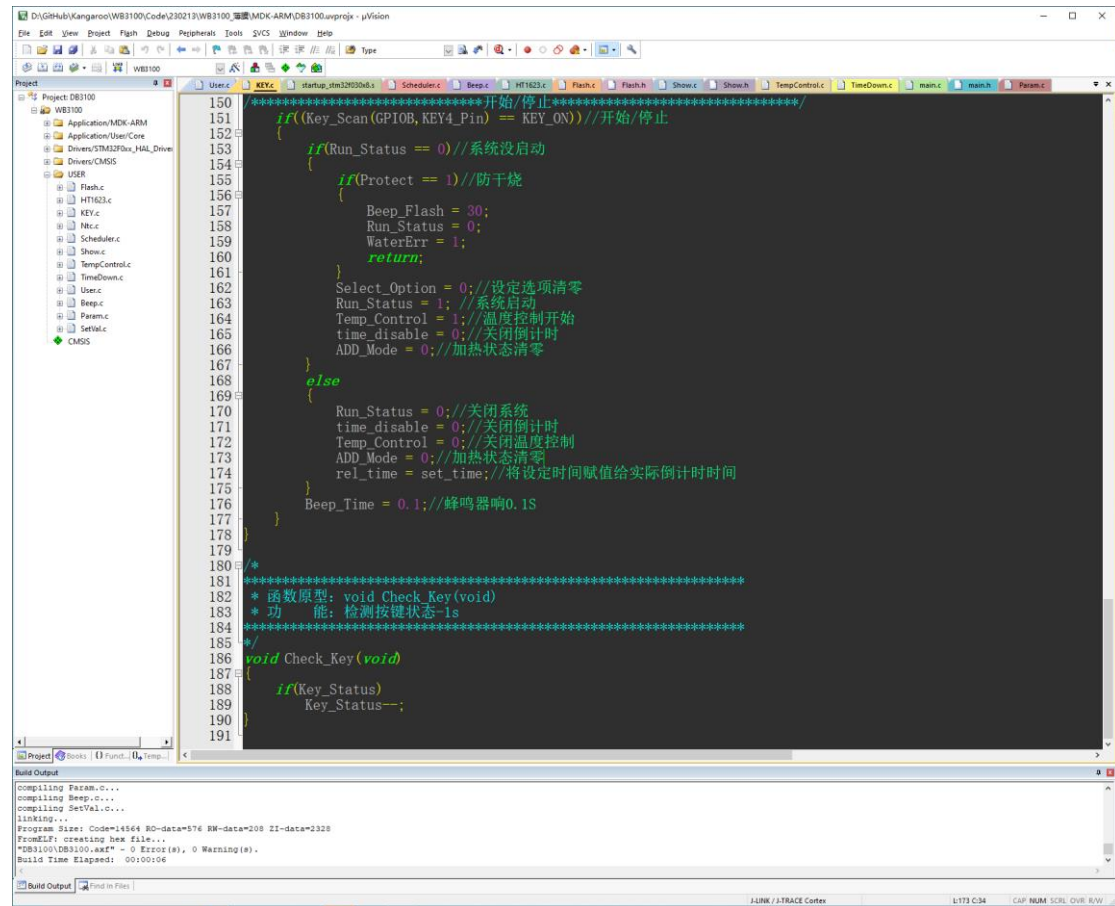 D:\GitHub\Kangaroo\WB3100\Code\230213\WB3100_薄膜\MDK-ARM\DB3100.uvprojx - µVision
File Edit View Project Flash Debug Peripherals Tools SVCS Window Help
Type
WB3100
Project
User.c KEY.c startup_stm32f030x8.s Scheduler.c Beep.c HT1623.c Flash.c Flash.h Show.c Show.h TempControl.c TimeDown.c main.c main.h Param.c
Project: DB3100
WB3100
Application/MDK-ARM
Application/User/Core
Drivers/STM32F0xx_HAL_Driver
Drivers/CMSIS
USER
Flash.c
HT1623.c
KEY.c
Ntc.c
Scheduler.c
Show.c
TempControl.c
TimeDown.c
User.c
Beep.c
Param.c
SetVal.c
CMSIS
150 /******************************开始/停止********************************/
151 if((Key_Scan(GPIOB,KEY4_Pin) == KEY_ON))//开始/停止
152 {
153 if(Run_Status == 0)//系统没启动
154 {
155 if(Protect == 1)//防干烧
156 {
157 Beep_Flash = 30;
158 Run_Status = 0;
159 WaterErr = 1;
160 return;
161 }
162 Select_Option = 0;//设定选项清零
163 Run_Status = 1; //系统启动
164 Temp_Control = 1;//温度控制开始
165 time_disable = 0;//关闭倒计时
166 ADD_Mode = 0;//加热状态清零
167 }
168 else
169 {
170 Run_Status = 0;//关闭系统
171 time_disable = 0;//关闭倒计时
172 Temp_Control = 0;//关闭温度控制
173 ADD_Mode = 0;//加热状态清零
174 rel_time = set_time;//将设定时间赋值给实际倒计时时间
175 }
176 Beep_Time = 0.1;//蜂鸣器响0.1S
177 }
178 }
179
180 /*
181 *****************************************************************
182 * 函数原型: void Check_Key(void)
183 * 功 能: 检测按键状态-1s
184 *****************************************************************
185 */
186 void Check_Key(void)
187 {
188 if(Key_Status)
189 Key_Status--;
190 }
191
Project Books {} Funct... 0 Temp...
Build Output
compiling Param.c...
compiling Beep.c...
compiling SetVal.c...
linking...
Program Size: Code=14564 RO-data=576 RW-data=208 ZI-data=2328
FromELF: creating hex file...
"DB3100\DB3100.axf" - 0 Error(s), 0 Warning(s).
Build Time Elapsed: 00:00:06
Build Output Find In Files
J-LINK / J-TRACE Cortex L:173 C:34 CAP NUM SCRL OVR R/W